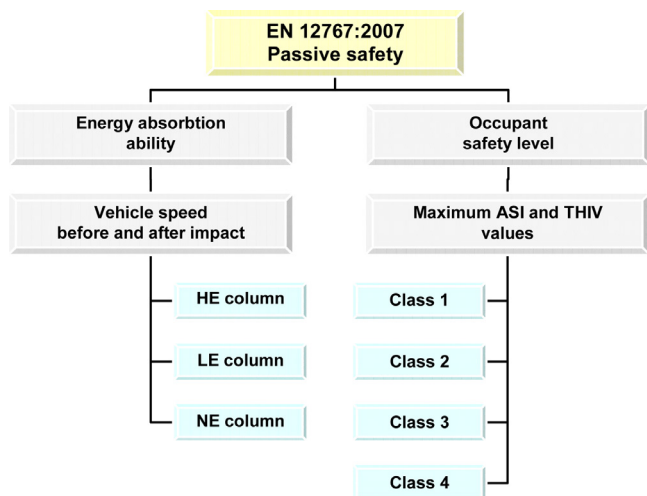 EN 12767:2007
Passive safety
Energy absorbtion
ability
Occupant
safety level
Vehicle speed
before and after impact
Maximum ASI and THIV
values
HE column
LE column
NE column
Class 1
Class 2
Class 3
Class 4